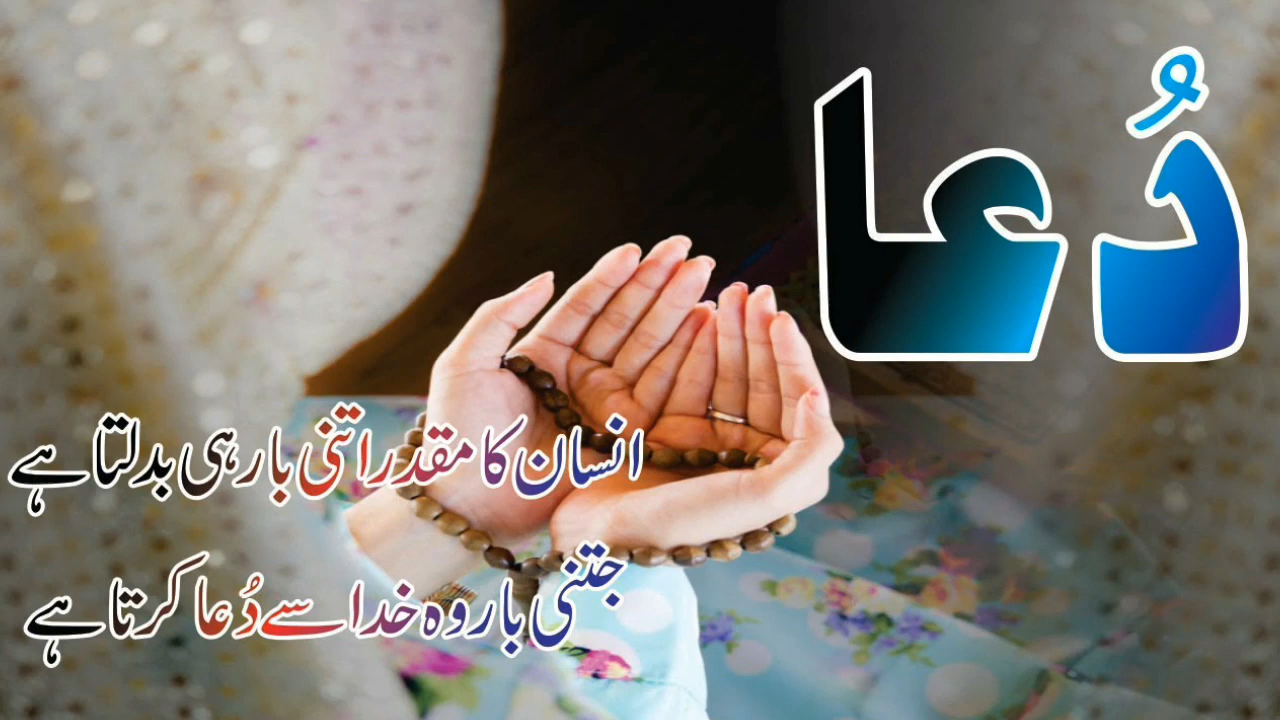 دُعا
انسان کا مقدر اتنی بار ہی بدلتا ہے
جتنی بار وہ خدا سے دُعا کرتا ہے